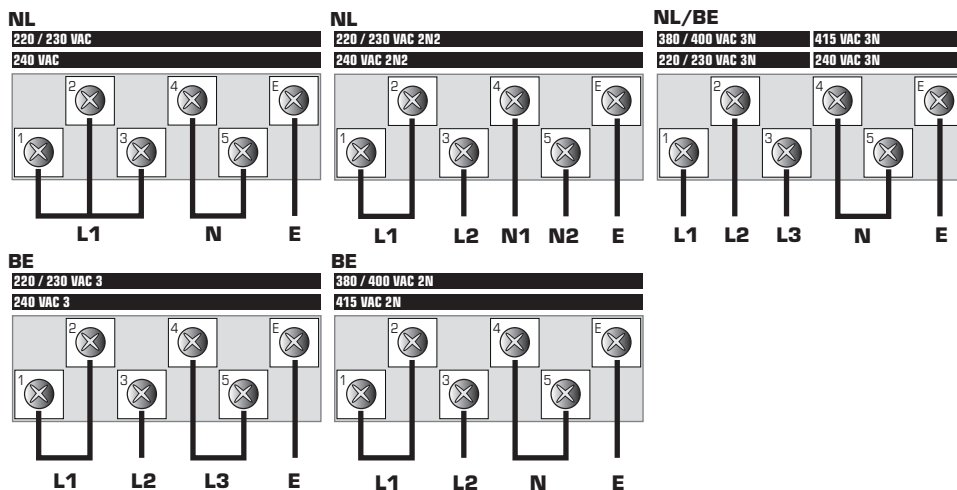 NL
220 / 230 VAC
240 VAC
2 4 E
1 3 5
L1 N E
NL
220 / 230 VAC 2N2
240 VAC 2N2
2 4 E
1 3 5
L1 L2 N1 N2 E
NL/BE
380 / 400 VAC 3N 415 VAC 3N
220 / 230 VAC 3N 240 VAC 3N
2 4 E
1 3 5
L1 L2 L3 N E
BE
220 / 230 VAC 3
240 VAC 3
2 4 E
1 3 5
L1 L2 L3 E
BE
380 / 400 VAC 2N
415 VAC 2N
2 4 E
1 3 5
L1 L2 N E